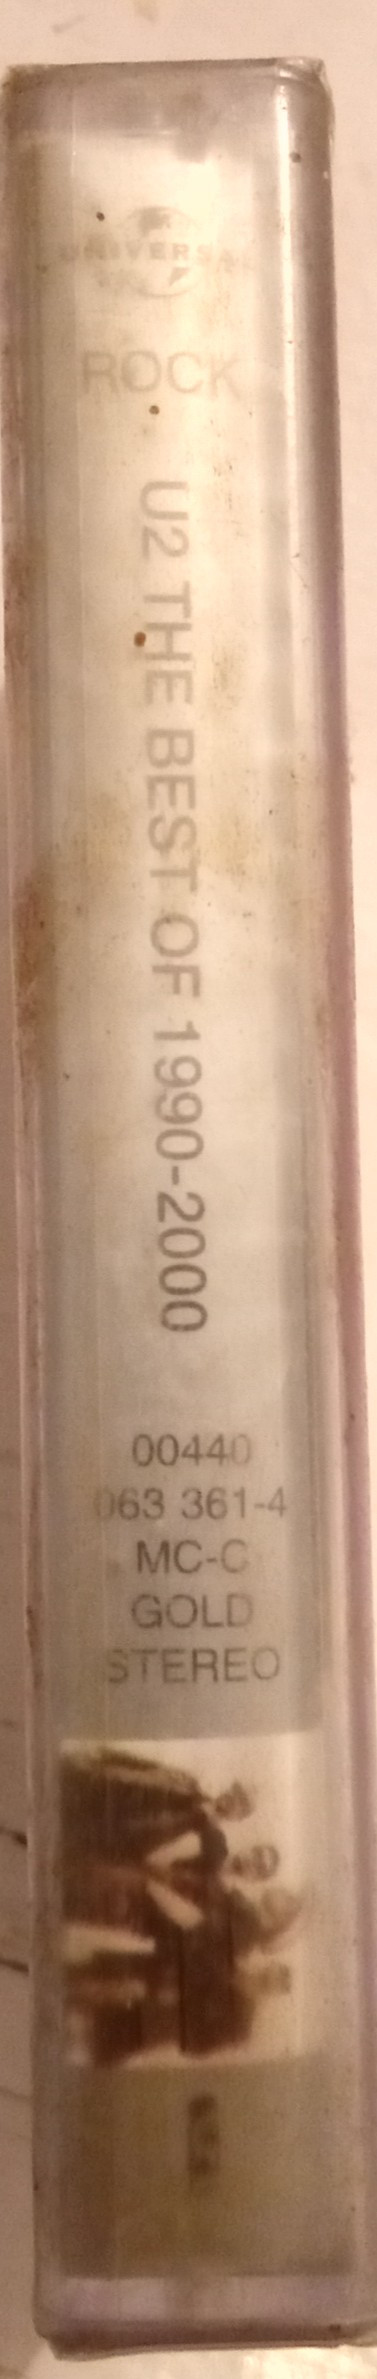 UNIVERSAL
ROCK
U2 THE BEST OF 1990-2000
00440
063 361-4
MC-C
GOLD
STEREO